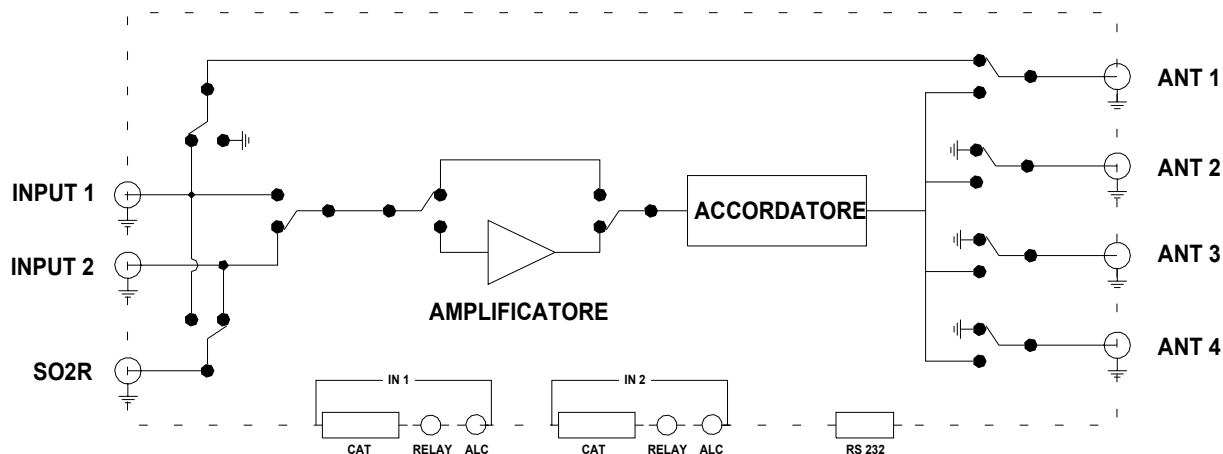 ANT 1
INPUT 1
ANT 2
ACCORDATORE
INPUT 2
ANT 3
AMPLIFICATORE
ANT 4
SO2R
IN 1
IN 2
CAT
RELAY
ALC
CAT
RELAY
ALC
RS 232